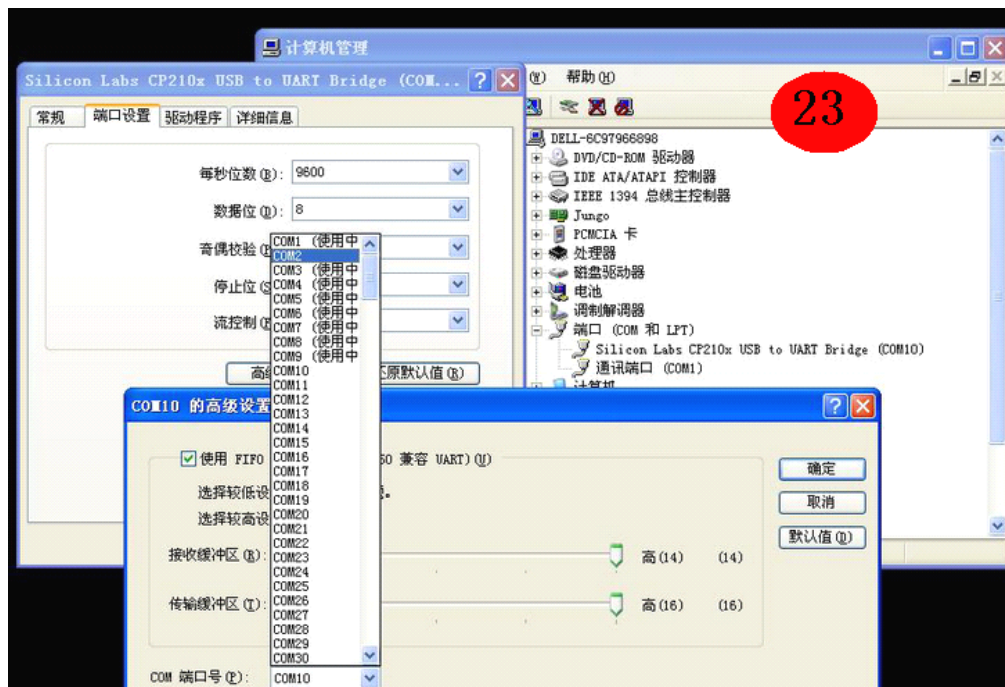 计算机管理
Silicon Labs CP210x USB to UART Bridge (COM...
常规
端口设置
驱动程序
详细信息
每秒位数(B): 9600
数据位(D): 8
奇偶校验(P
停止位(S
流控制(F
高级
还原默认值(R)
(W) 帮助(H)
23
DELL-6C97966898
DVD/CD-ROM 驱动器
IDE ATA/ATAPI 控制器
IEEE 1394 总线主控制器
Jungo
PCMCIA 卡
处理器
磁盘驱动器
电池
调制解调器
端口 (COM 和 LPT)
Silicon Labs CP210x USB to UART Bridge (COM10)
通讯端口 (COM1)
计算机
COM1 (使用中
COM2
COM3 (使用中
COM4 (使用中
COM5 (使用中
COM6 (使用中
COM7 (使用中
COM8 (使用中
COM9 (使用中
COM10
COM11
COM12
COM13
COM14
COM15
COM16
COM17
COM18
COM19
COM20
COM21
COM22
COM23
COM24
COM25
COM26
COM27
COM28
COM29
COM30
COM10 的高级设置
使用 FIFO
50 兼容 UART)(U)
选择较低设
选择较高设
接收缓冲区(R):
高(14)
(14)
传输缓冲区(T):
高(16)
(16)
COM 端口号(P): COM10
确定
取消
默认值(D)